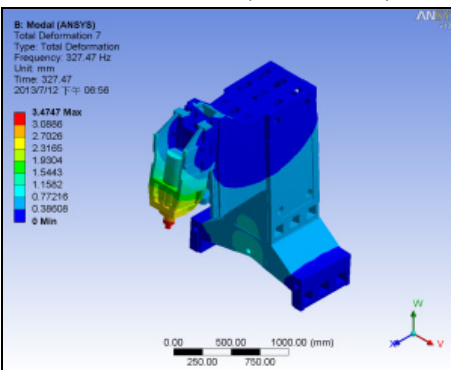 B: Modal (ANSYS)
Total Deformation 7
Type: Total Deformation
Frequency: 327.47 Hz
Unit: mm
Time: 327.47
2013/7/12 下午 06:56
3.4747 Max
3.0886
2.7026
2.3165
1.9304
1.5443
1.1582
0.77216
0.38608
0 Min
ANSYS
W
X
V
0.00 500.00 1000.00 (mm)
250.00 750.00